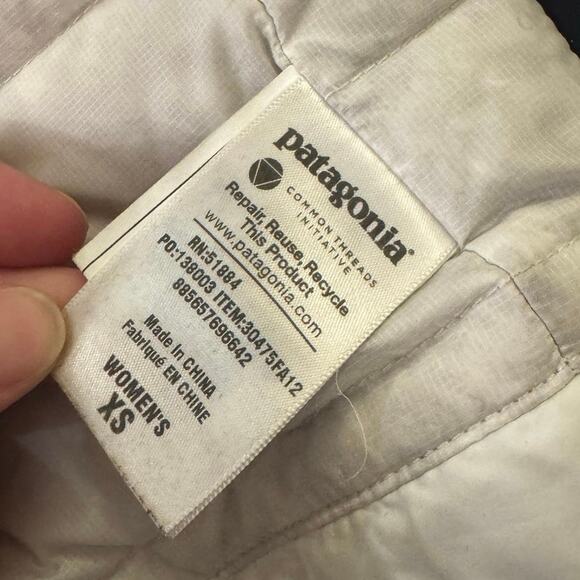 patagonia®
COMMON THREADS
INITIATIVE
Repair, Reuse, Recycle
This Product
www.patagonia.com
RN:51884
PO:138003 ITEM:30475FA12
885657696642
Made in CHINA
Fabriqué EN CHINE
WOMEN'S
XS